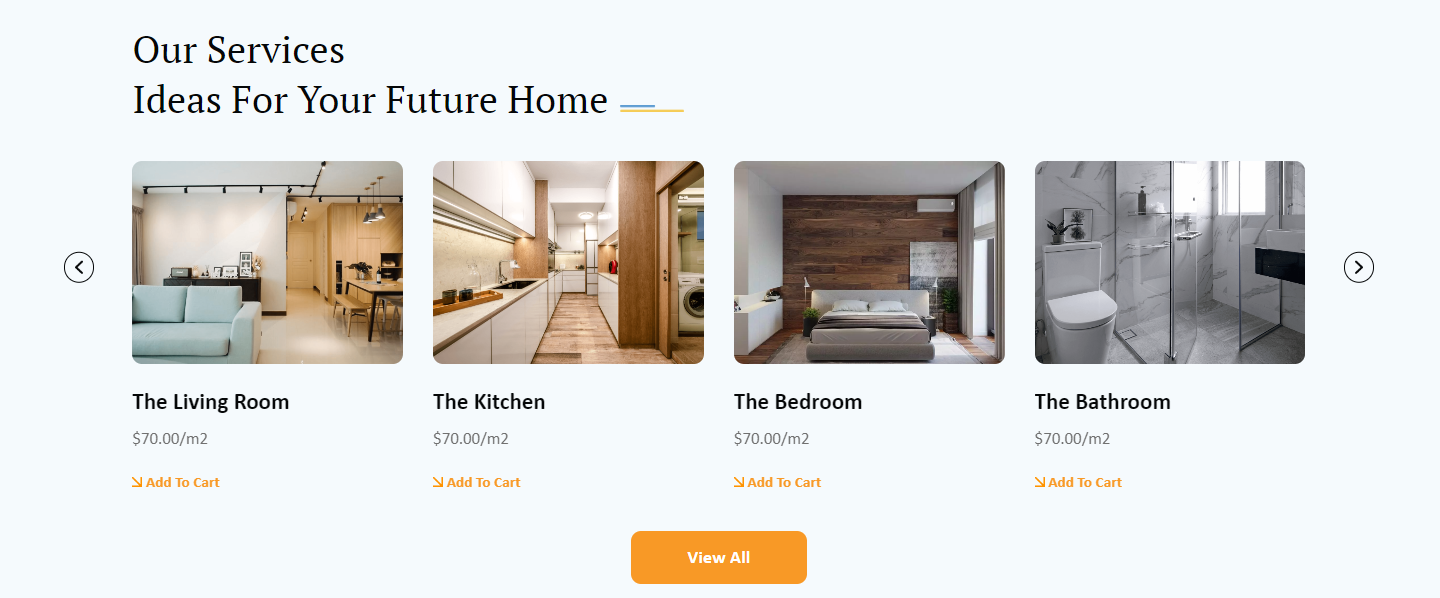 Our Services
Ideas For Your Future Home
The Living Room
$70.00/m2
Add To Cart
The Kitchen
$70.00/m2
Add To Cart
The Bedroom
$70.00/m2
Add To Cart
The Bathroom
$70.00/m2
Add To Cart
View All